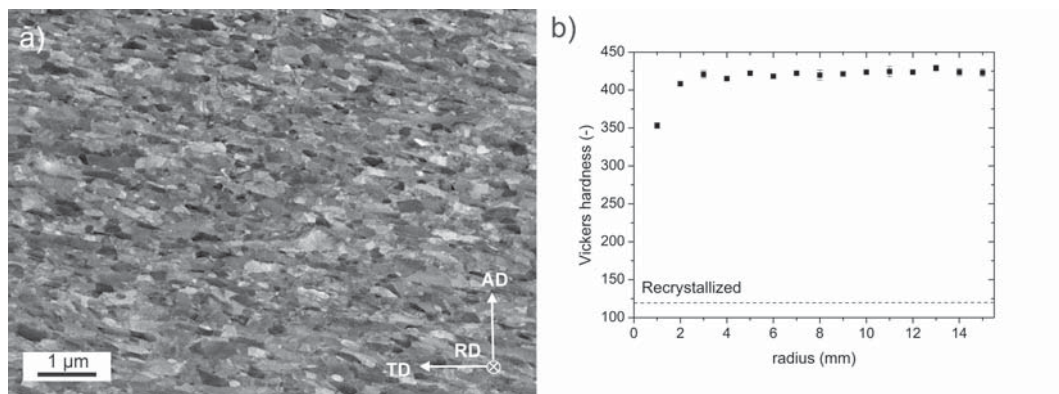 a)
AD
RD
TD
1 µm
b)
450
400
350
300
250
200
150
100
Vickers hardness (-)
Recrystallized
0 2 4 6 8 10 12 14
radius (mm)